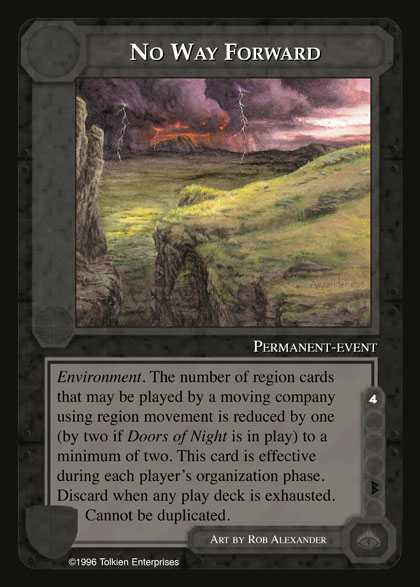 No Way Forward
Permanent-event
Environment. The number of region cards
that may be played by a moving company
using region movement is reduced by one
(by two if Doors of Night is in play) to a
minimum of two. This card is effective
during each player's organization phase.
Discard when any play deck is exhausted.
Cannot be duplicated.
4
Art by Rob Alexander
©1996 Tolkien Enterprises